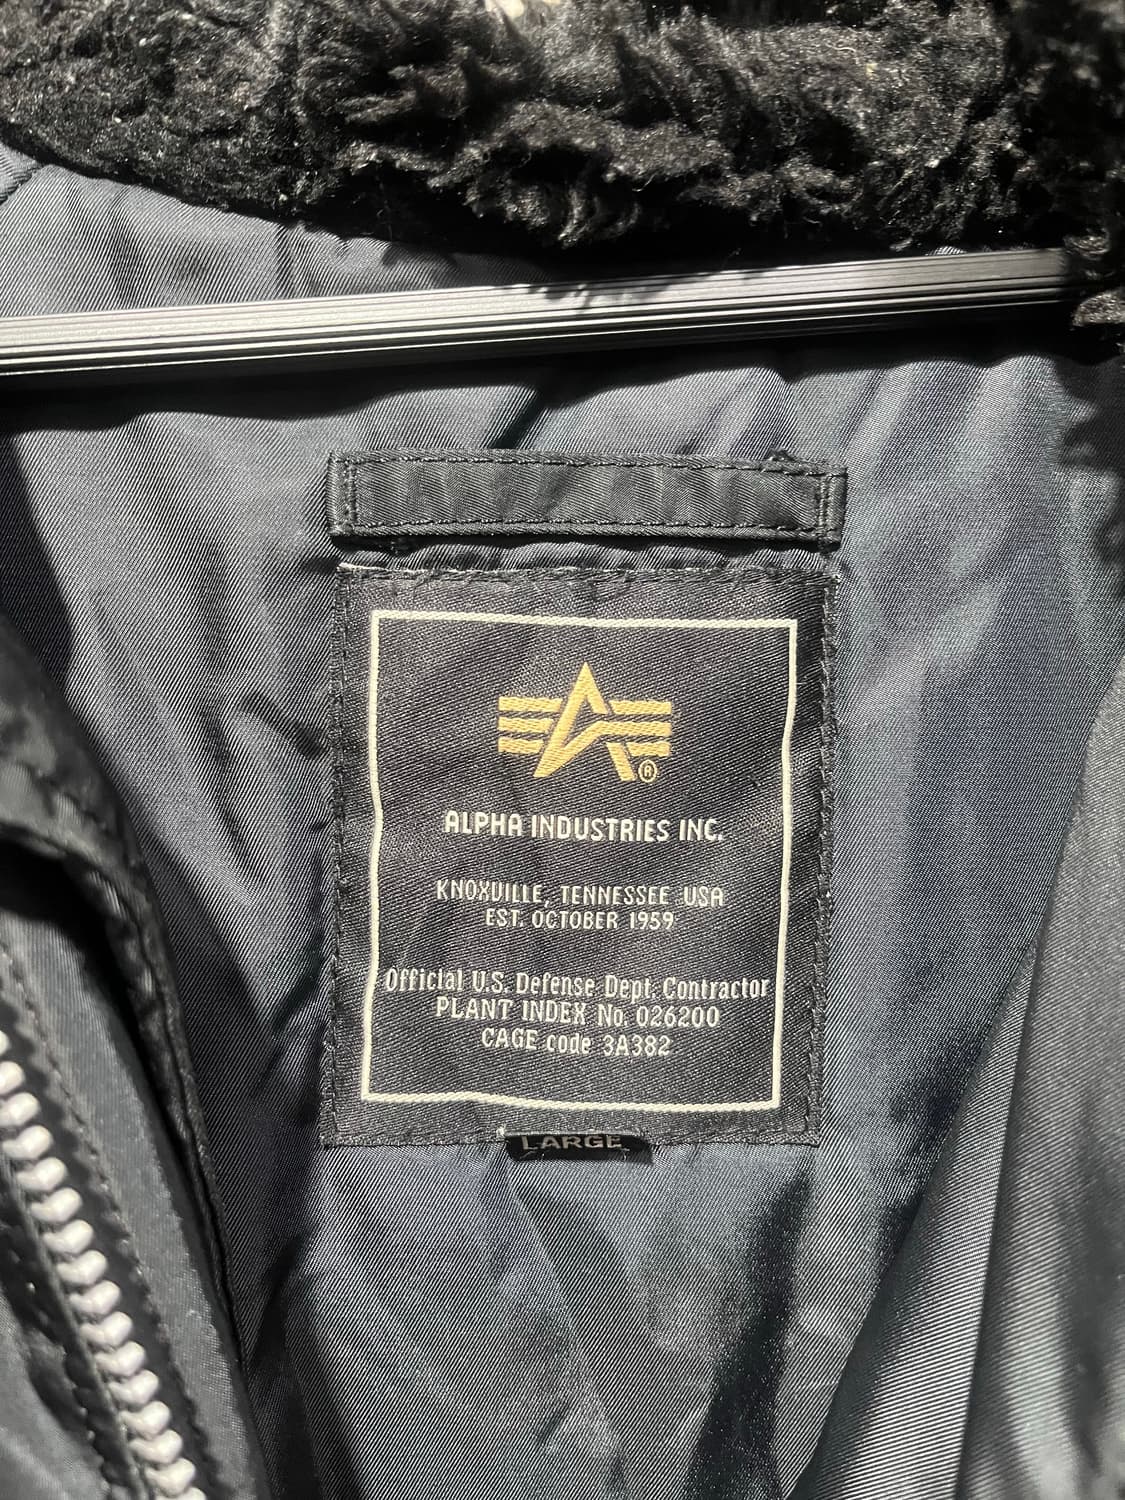 ®
ALPHA INDUSTRIES INC.
KNOXVILLE, TENNESSEE USA
EST. OCTOBER 1959
Official U.S. Defense Dept. Contractor
PLANT INDEX No. 026200
CAGE code 3A382
LARGE